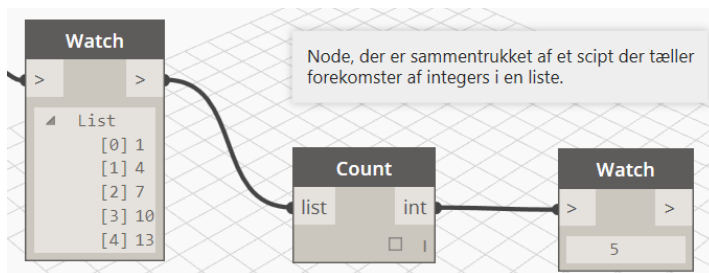 Watch
> >
List
[0] 1
[1] 4
[2] 7
[3] 10
[4] 13
Node, der er sammentrukket af et scipt der tæller
forekomster af integers i en liste.
Count
list int
I
Watch
> >
5